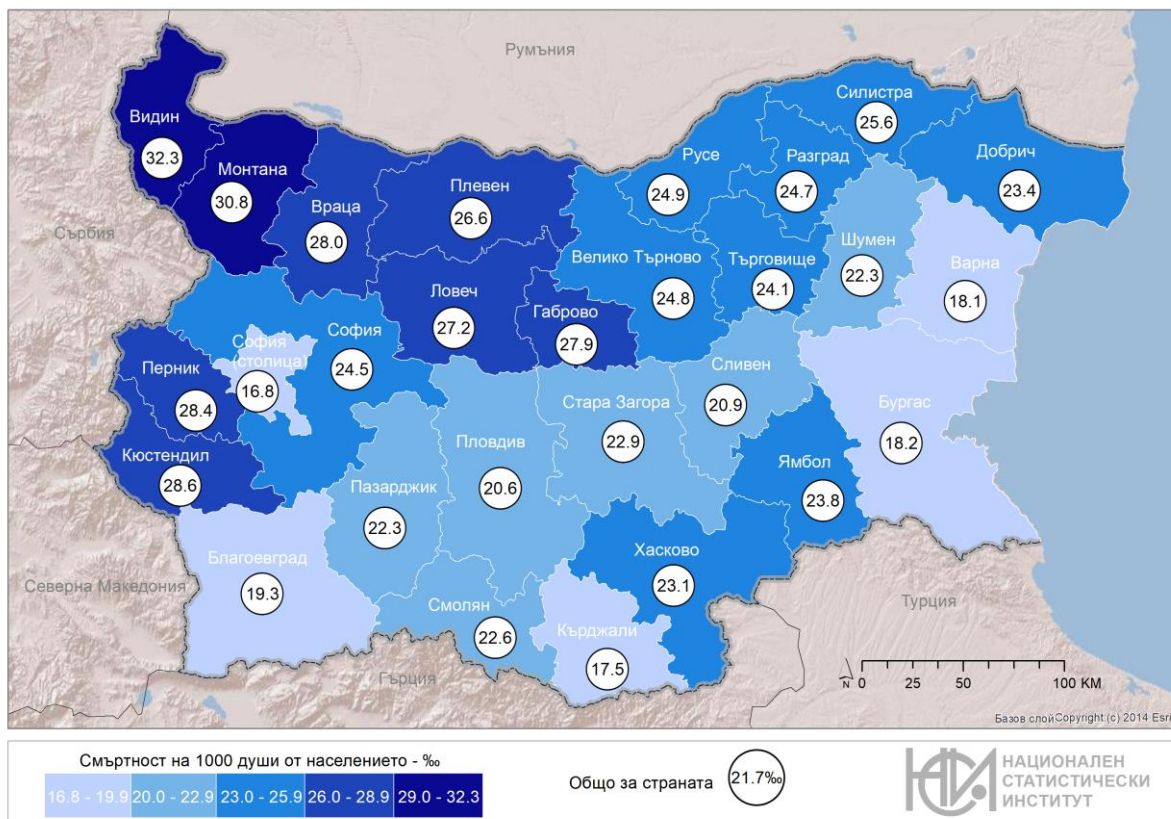 Румъния
Силистра
25.6
Видин
32.3
Добрич
23.4
Русе
24.9
Разград
24.7
Монтана
30.8
Плевен
26.6
Враца
28.0
Сърбия
Шумен
22.3
Велико Търново
24.8
Търговище
24.1
Варна
18.1
Ловеч
27.2
Габрово
27.9
София
24.5
София
(столица)
16.8
Сливен
20.9
Перник
28.4
Стара Загора
22.9
Бургас
18.2
Пловдив
20.6
Кюстендил
28.6
Ямбол
23.8
Пазарджик
22.3
Хасково
23.1
Благоевград
19.3
Северна Македония
Смолян
22.6
Турция
Кърджали
17.5
Гърция
N
0 25 50 100 КМ
Базов слой Copyright (c) 2014 Esri
Смъртност на 1000 души от населението - ‰
16.8 - 19.9 20.0 - 22.9 23.0 - 25.9 26.0 - 28.9 29.0 - 32.3
Общо за страната 21.7‰
НСИ
НАЦИОНАЛЕН
СТАТИСТИЧЕСКИ
ИНСТИТУТ